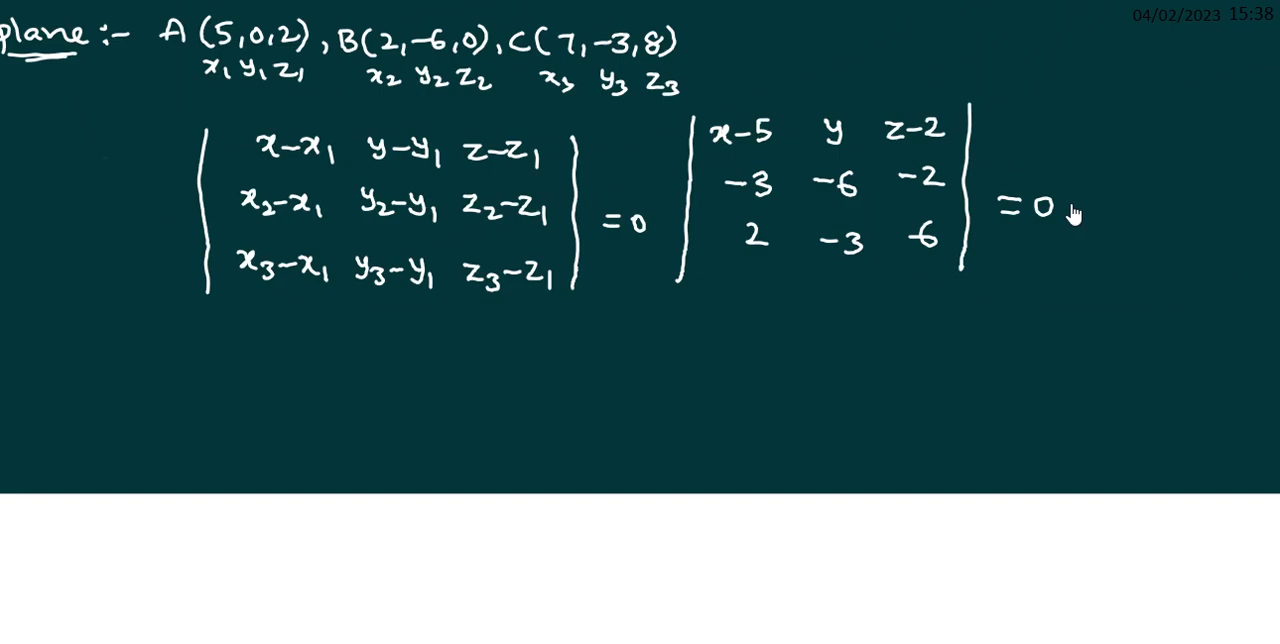 04/02/2023 15:38
plane :- A (5,0,2), B(2,-6,0), C(7,-3,8)
x₁ y₁ z₁ x₂ y₂ z₂ x₃ y₃ z₃
x-x₁ y-y₁ z-z₁
x₂-x₁ y₂-y₁ z₂-z₁
x₃-x₁ y₃-y₁ z₃-z₁
=0
x-5 y z-2
-3 -6 -2
2 -3 6
=0